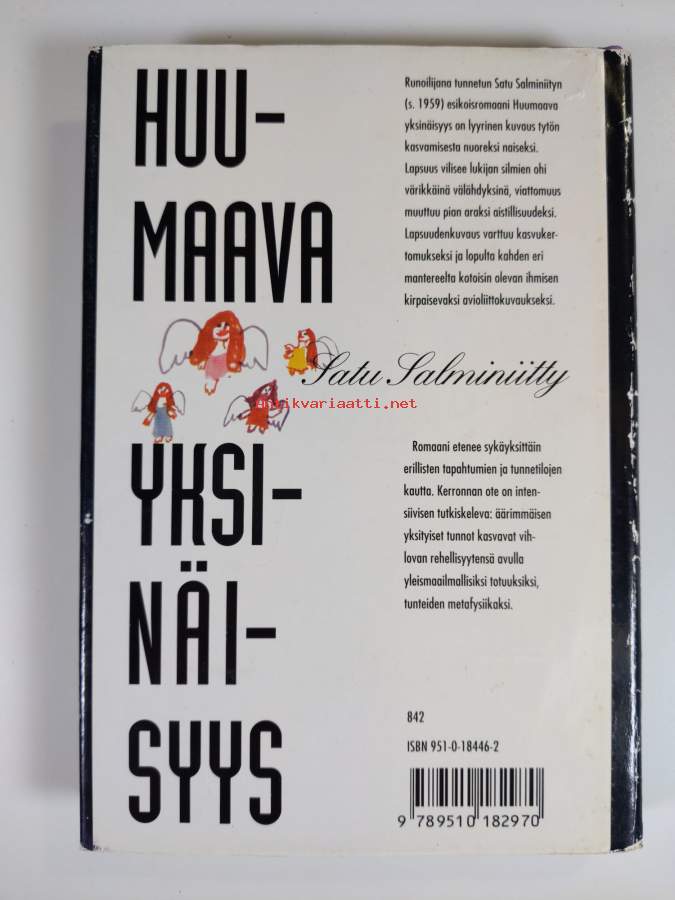 HUU-
MAAVA
YKSI-
NÄI-
SYYS
Satu Salminiitty
Antikvariaatti.net
Runoilijana tunnetun Satu Salminiityn
(s. 1959) esikoisromaani Huumaava
yksinäisyys on lyyrinen kuvaus tytön
kasvamisesta nuoreksi naiseksi.
Lapsuus vilisee lukijan silmien ohi
värikkäinä välähdyksinä, viattomuus
muuttuu pian araksi aistillisuudeksi.
Lapsuudenkuvaus varttuu kasvuker-
tomukseksi ja lopulta kahden eri
mantereelta kotoisin olevan ihmisen
kirpaisevaksi avioliittokuvaukseksi.
Romaani etenee sykäyksittäin
erillisten tapahtumien ja tunnetilojen
kautta. Kerronnan ote on inten-
siivisen tutkiskeleva: äärimmäisen
yksityiset tunnot kasvavat vih-
lovan rehellisyytensä avulla
yleismaailmallisiksi totuuksiksi,
tunteiden metafysiikaksi.
842
ISBN 951-0-18446-2
9 789510 182970